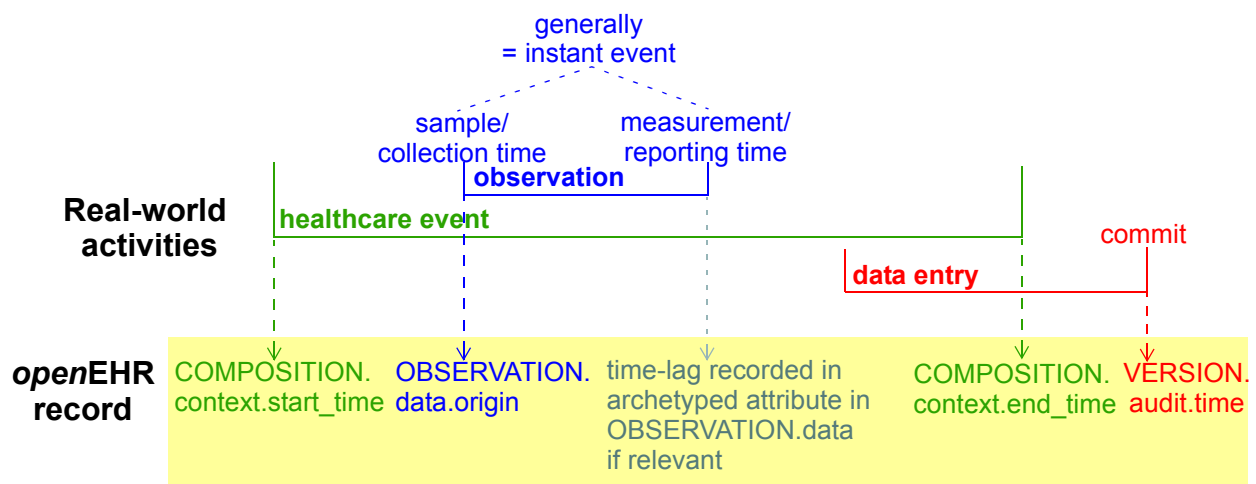 generally
= instant event
sample/
collection time
measurement/
reporting time
observation
Real-world
activities
healthcare event
commit
data entry
openEHR
record
COMPOSITION.
context.start_time
OBSERVATION.
data.origin
time-lag recorded in
archetyped attribute in
OBSERVATION.data
if relevant
COMPOSITION.
context.end_time
VERSION.
audit.time